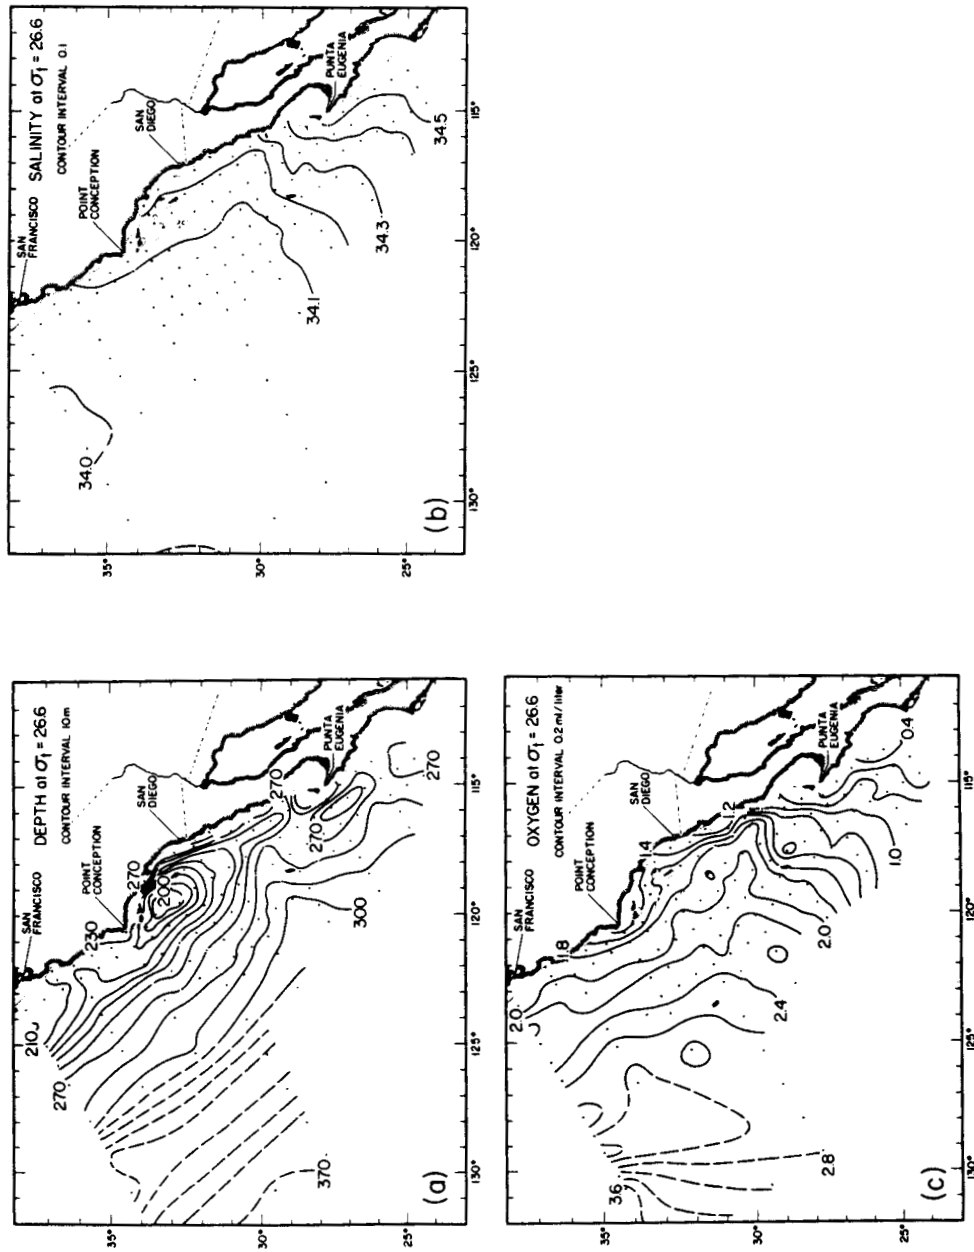 (a)
DEPTH at σt = 26.6
CONTOUR INTERVAL 10m
SAN
FRANCISCO
POINT
CONCEPTION
SAN
DIEGO
PUNTA
EUGENIA
210
230
270
270
200
270
270
270
300
370
35°
30°
25°
130°
125°
120°
115°
(b)
SALINITY at σt = 26.6
CONTOUR INTERVAL 0.1
SAN
FRANCISCO
POINT
CONCEPTION
SAN
DIEGO
PUNTA
EUGENIA
34.0
34.1
34.3
34.5
35°
30°
25°
130°
125°
120°
115°
(c)
OXYGEN at σt = 26.6
CONTOUR INTERVAL 0.2 ml/liter
SAN
FRANCISCO
POINT
CONCEPTION
SAN
DIEGO
PUNTA
EUGENIA
2.0
1.8
1.4
1.2
0.4
1.0
2.0
2.4
2.8
3.6
35°
30°
25°
130°
125°
120°
115°